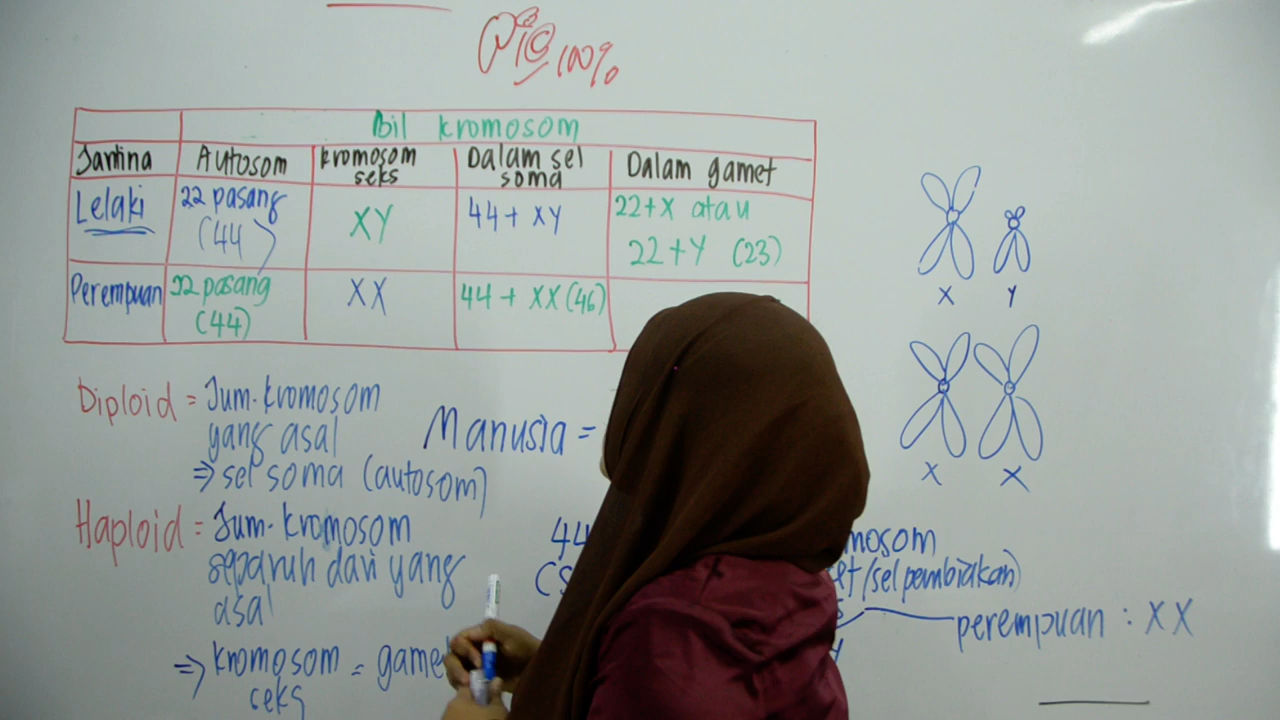 100%
Bil kromosom
Jantina Autosom kromosom seks Dalam sel soma Dalam gamet
Lelaki 22 pasang (44) XY 44 + XY 22+X atau 22+Y (23)
Perempuan 22 pasang (44) XX 44 + XX (46)
X Y
X X
Diploid = Jum. kromosom
yang asal
⇒ sel soma (autosom)
Manusia =
Haploid = Jum. kromosom
separuh dari yang
asal
⇒ kromosom = game
seks
44
mosom
/sel pembiakan)
perempuan : XX